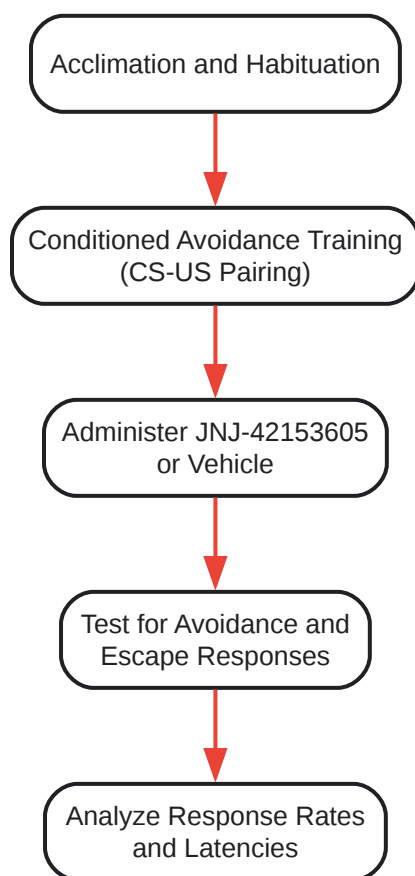 Acclimation and Habituation
Conditioned Avoidance Training
(CS-US Pairing)
Administer JNJ-42153605
or Vehicle
Test for Avoidance and
Escape Responses
Analyze Response Rates
and Latencies